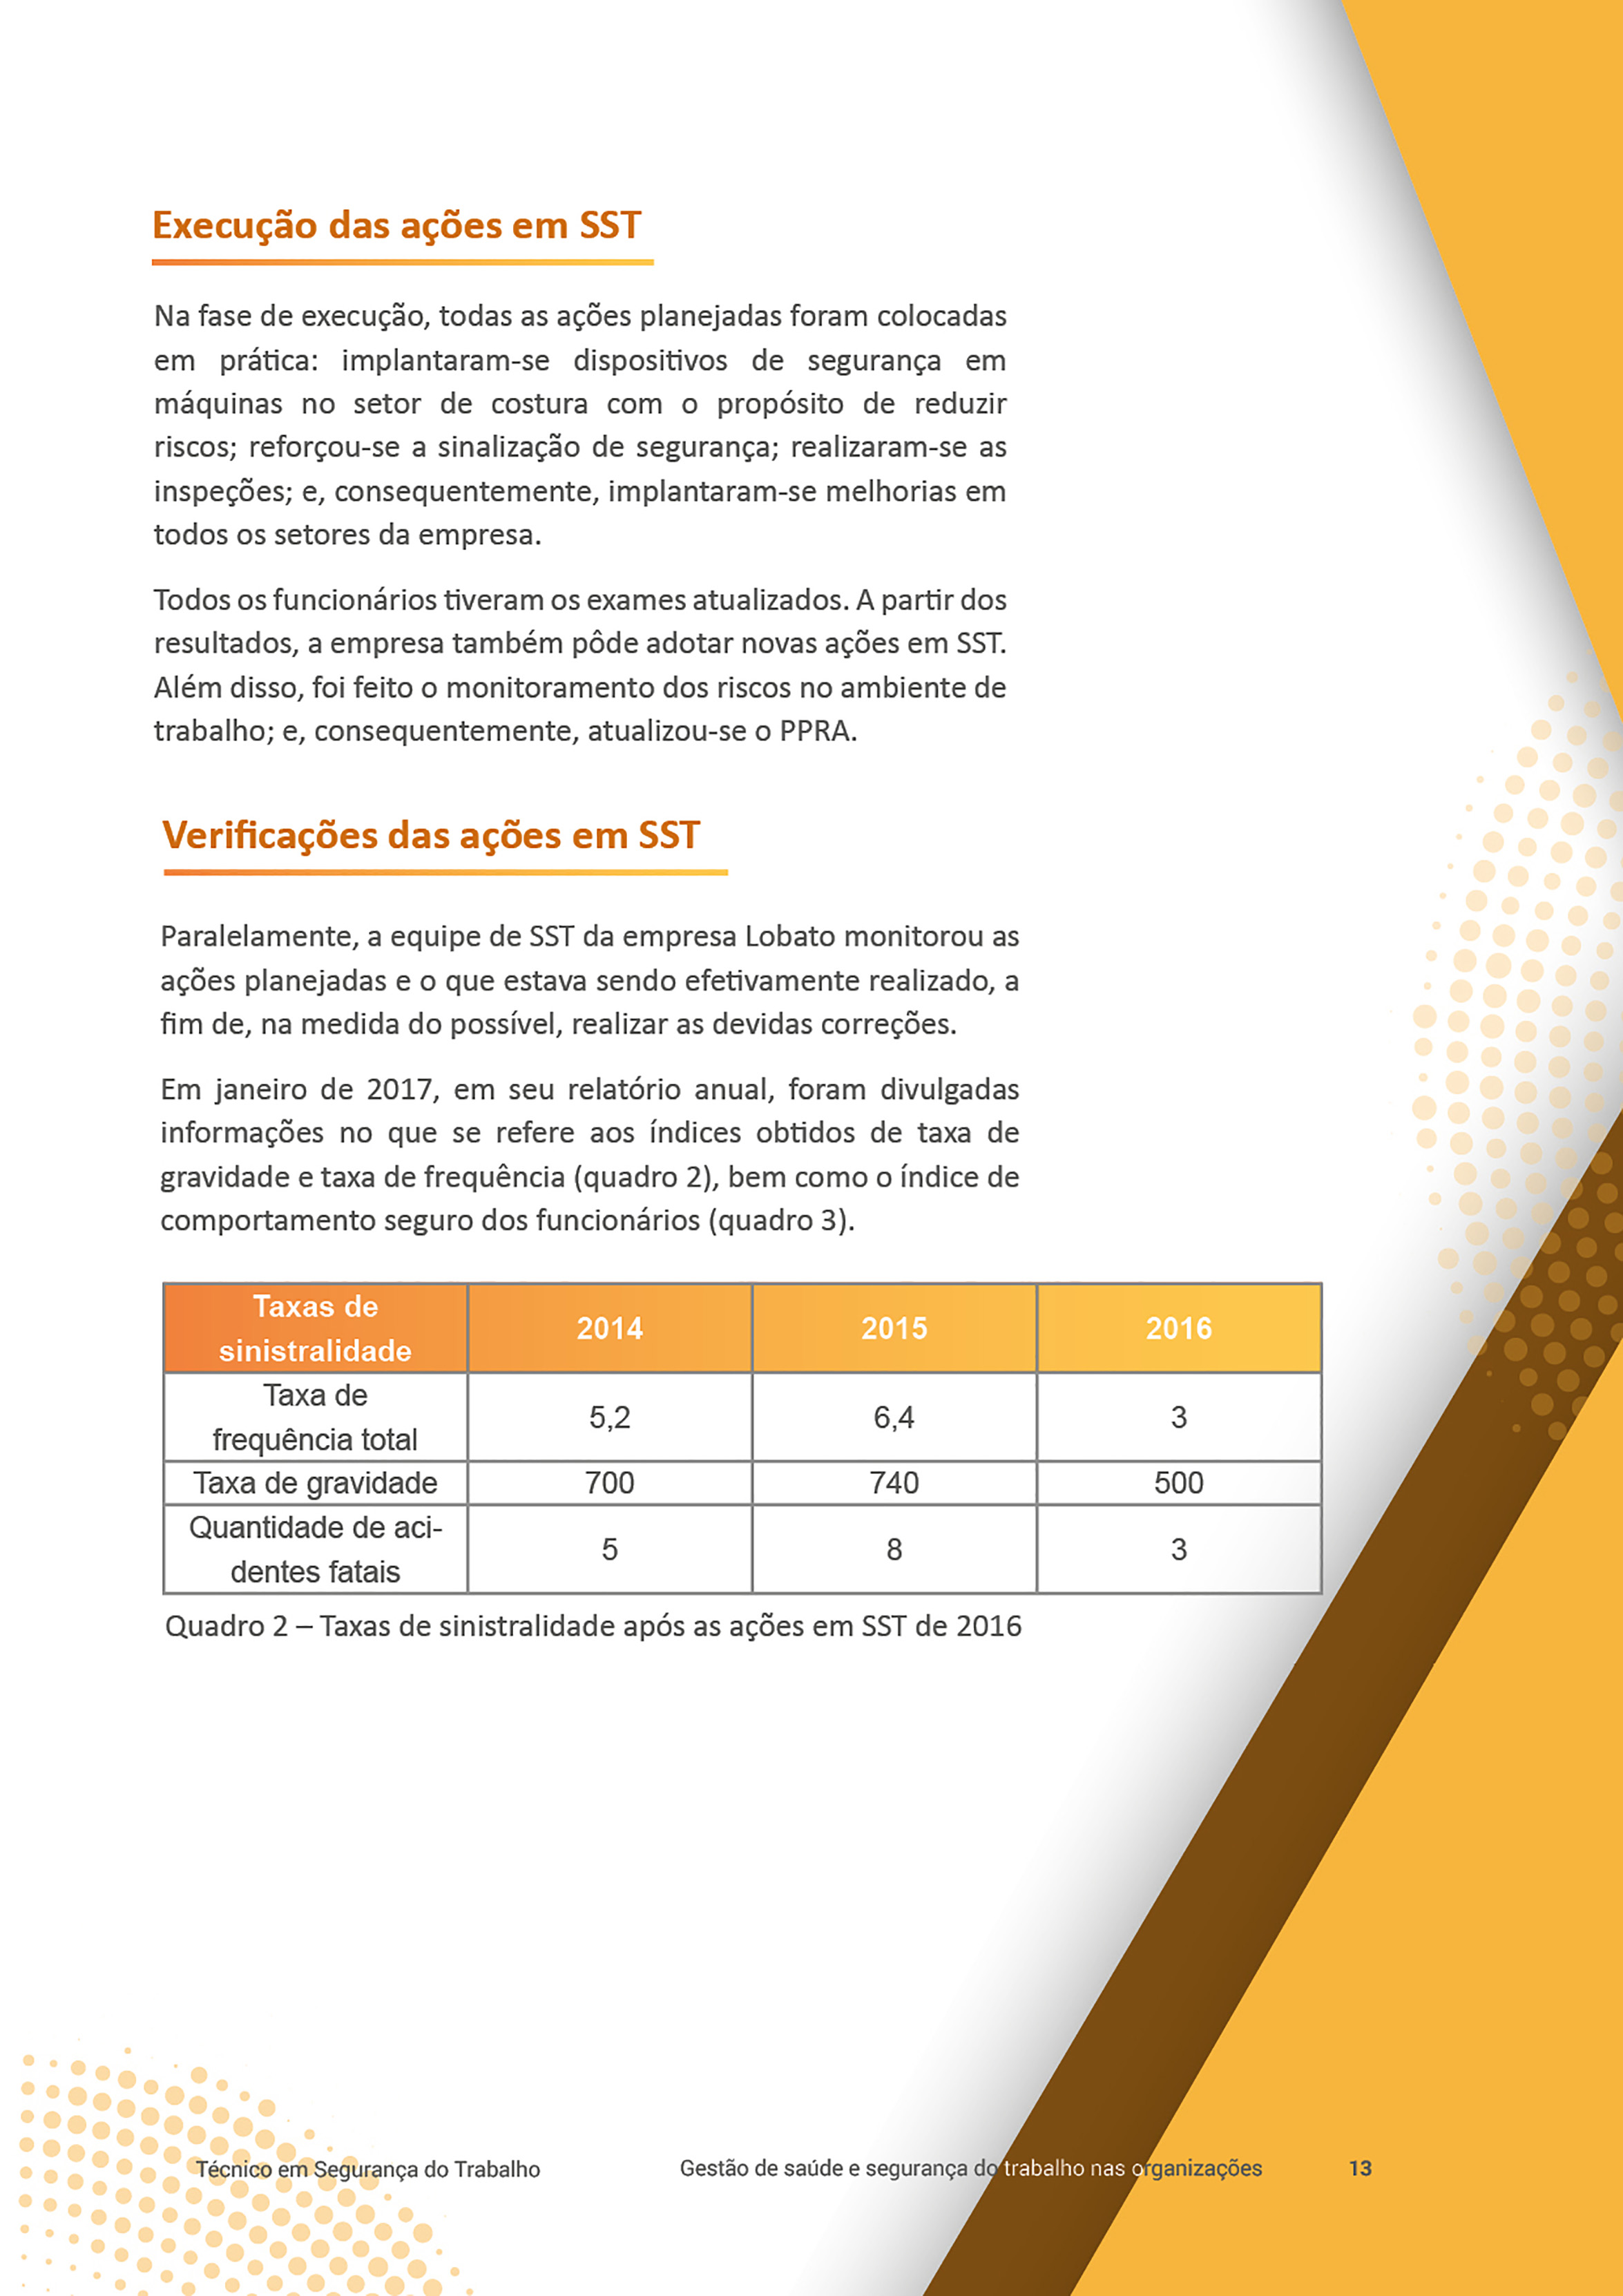 Execução das ações em SST
Na fase de execução, todas as ações planejadas foram colocadas
em prática: implantaram-se dispositivos de segurança em
máquinas no setor de costura com o propósito de reduzir
riscos; reforçou-se a sinalização de segurança; realizaram-se as
inspeções; e, consequentemente, implantaram-se melhorias em
todos os setores da empresa.
Todos os funcionários tiveram os exames atualizados. A partir dos
resultados, a empresa também pôde adotar novas ações em SST.
Além disso, foi feito o monitoramento dos riscos no ambiente de
trabalho; e, consequentemente, atualizou-se o PPRA.
Verificações das ações em SST
Paralelamente, a equipe de SST da empresa Lobato monitorou as
ações planejadas e o que estava sendo efetivamente realizado, a
fim de, na medida do possível, realizar as devidas correções.
Em janeiro de 2017, em seu relatório anual, foram divulgadas
informações no que se refere aos índices obtidos de taxa de
gravidade e taxa de frequência (quadro 2), bem como o índice de
comportamento seguro dos funcionários (quadro 3).
Taxas de
sinistralidade
2014
2015
2016
Taxa de
frequência total
5,2
6,4
3
Taxa de gravidade
700
740
500
Quantidade de aci-
dentes fatais
5
8
3
Quadro 2 – Taxas de sinistralidade após as ações em SST de 2016
Técnico em Segurança do Trabalho
Gestão de saúde e segurança do trabalho nas organizações
13